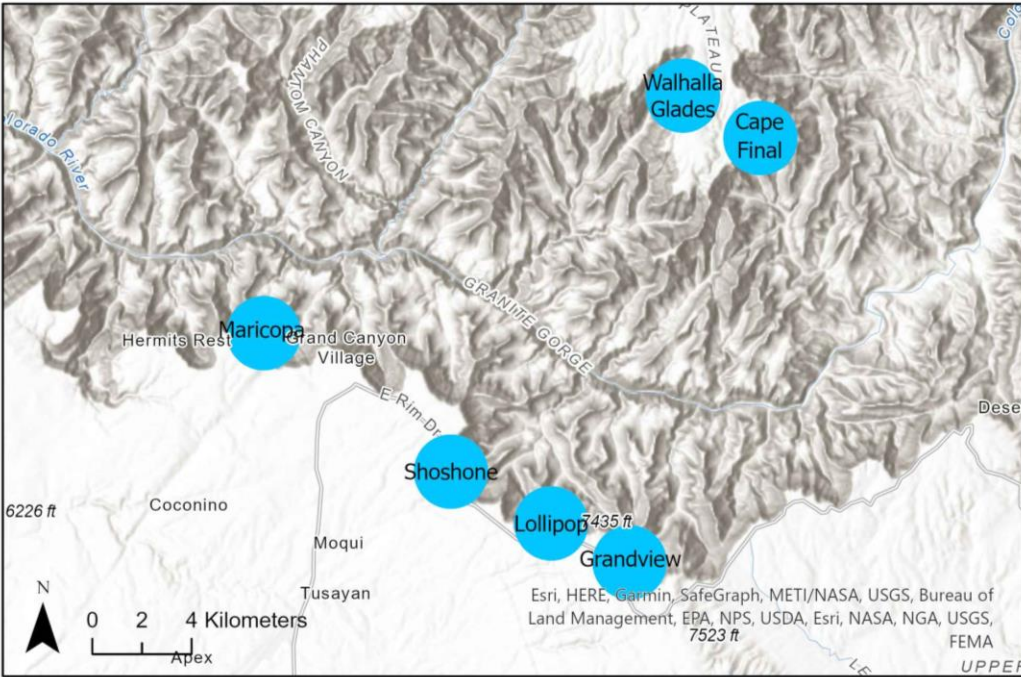 PLATEAU
Colo
PHANTOM CANYON
Walhalla
Glades
Cape
Final
lorado River
GRANITE GORGE
Maricopa
Hermits Rest
Grand Canyon
Village
E Rim Dr
Dese
Shoshone
6226 ft
Coconino
Lollipop
7435 ft
Moqui
Grandview
N
Tusayan
Esri, HERE, Garmin, SafeGraph, METI/NASA, USGS, Bureau of
Land Management, EPA, NPS, USDA, Esri, NASA, NGA, USGS,
FEMA
0 2 4 Kilometers
7523 ft
Apex
LE
UPPER